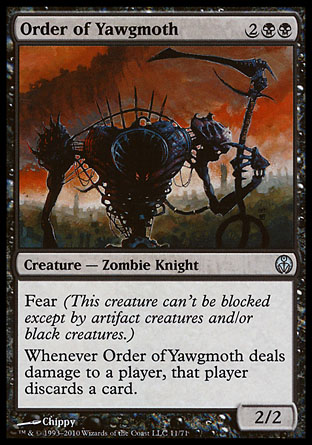 Order of Yawgmoth 2
Creature — Zombie Knight
Fear (This creature can't be blocked
except by artifact creatures and/or
black creatures.)
Whenever Order of Yawgmoth deals
damage to a player, that player
discards a card.
Chippy
™ & © 1993–2010 Wizards of the Coast LLC 11/71
2/2